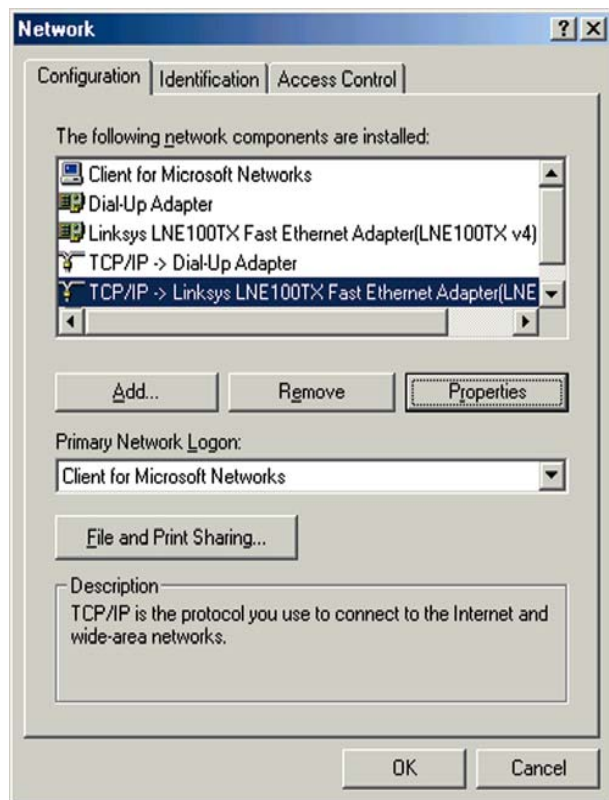 Network
Configuration Identification Access Control
The following network components are installed:
Client for Microsoft Networks
Dial-Up Adapter
Linksys LNE100TX Fast Ethernet Adapter(LNE100TX v4)
TCP/IP -> Dial-Up Adapter
TCP/IP -> Linksys LNE100TX Fast Ethernet Adapter(LNE
Add... Remove Properties
Primary Network Logon:
Client for Microsoft Networks
File and Print Sharing...
Description
TCP/IP is the protocol you use to connect to the Internet and
wide-area networks.
OK Cancel